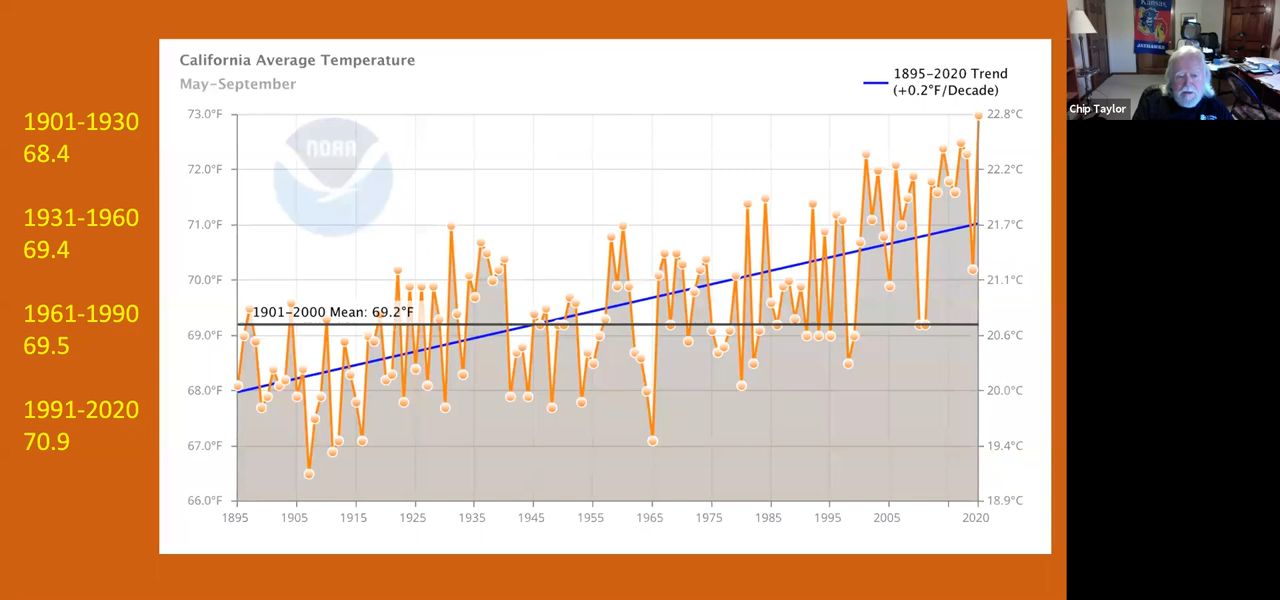 California Average Temperature
May-September
1895-2020 Trend
(+0.2°F/Decade)
1901-1930
68.4
1931-1960
69.4
1961-1990
69.5
1991-2020
70.9
73.0°F
72.0°F
71.0°F
70.0°F
69.0°F
68.0°F
67.0°F
66.0°F
NOAA
1901-2000 Mean: 69.2°F
22.8°C
22.2°C
21.7°C
21.1°C
20.6°C
20.0°C
19.4°C
18.9°C
1895
1905
1915
1925
1935
1945
1955
1965
1975
1985
1995
2005
2020
Kansas
JAYHAWKS
Chip Taylor